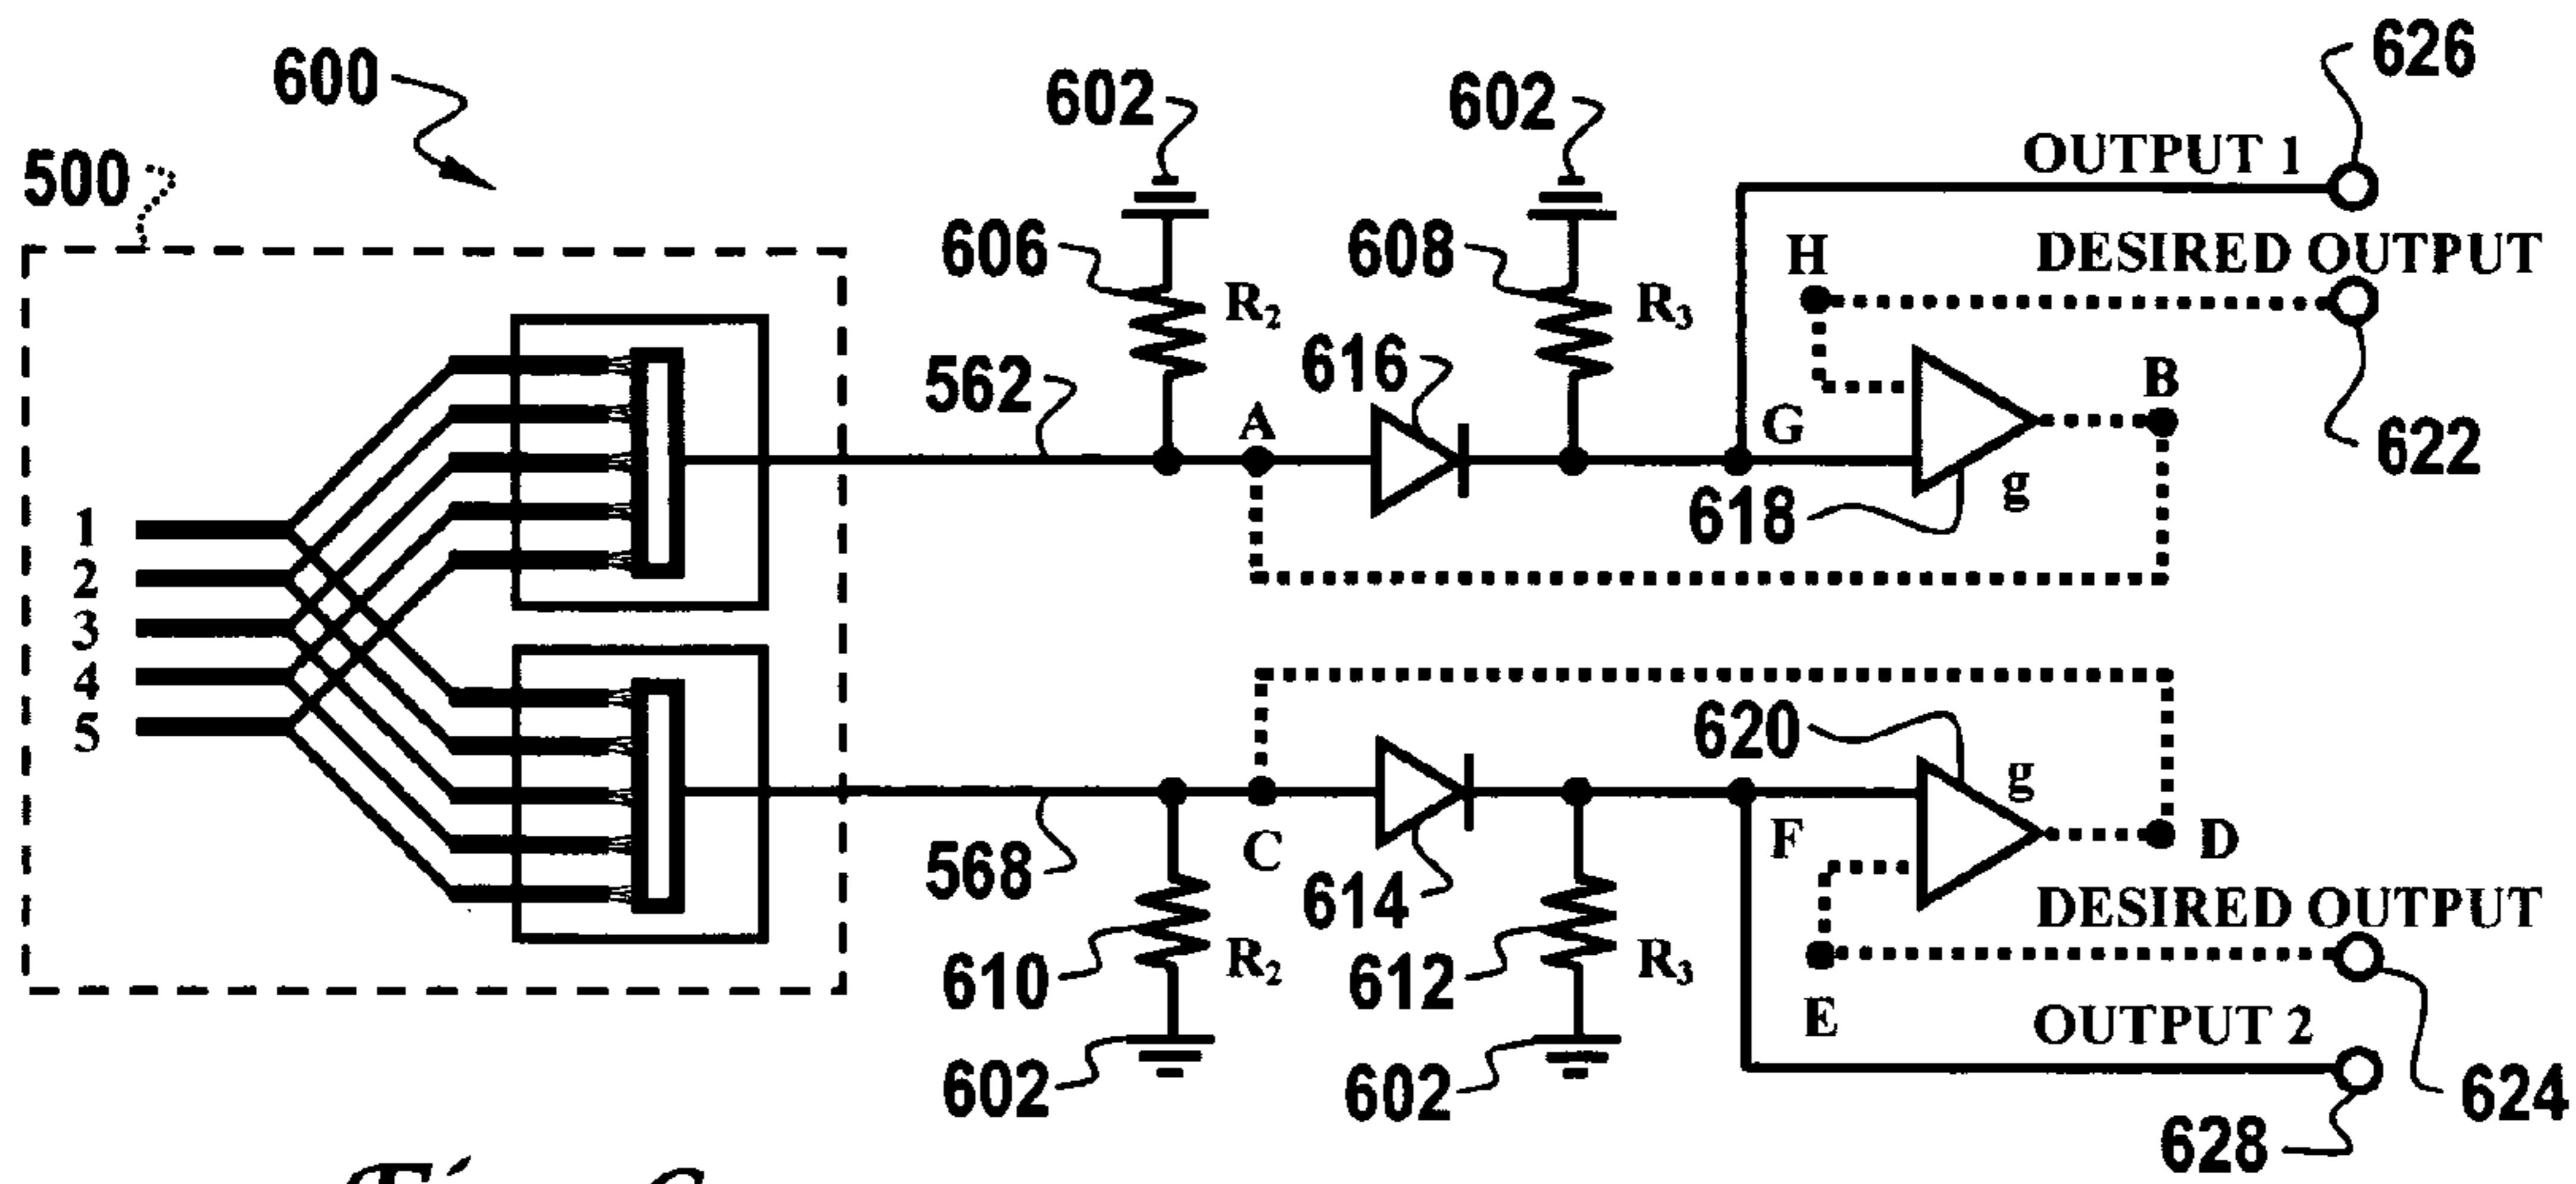 600
500
602
602
626
OUTPUT 1
606
R₂
608
R₃
H
DESIRED OUTPUT
562
A
616
G
B
618
g
622
1
2
3
4
5
620
g
568
C
614
F
D
610
R₂
612
R₃
DESIRED OUTPUT
E
OUTPUT 2
602
602
624
628